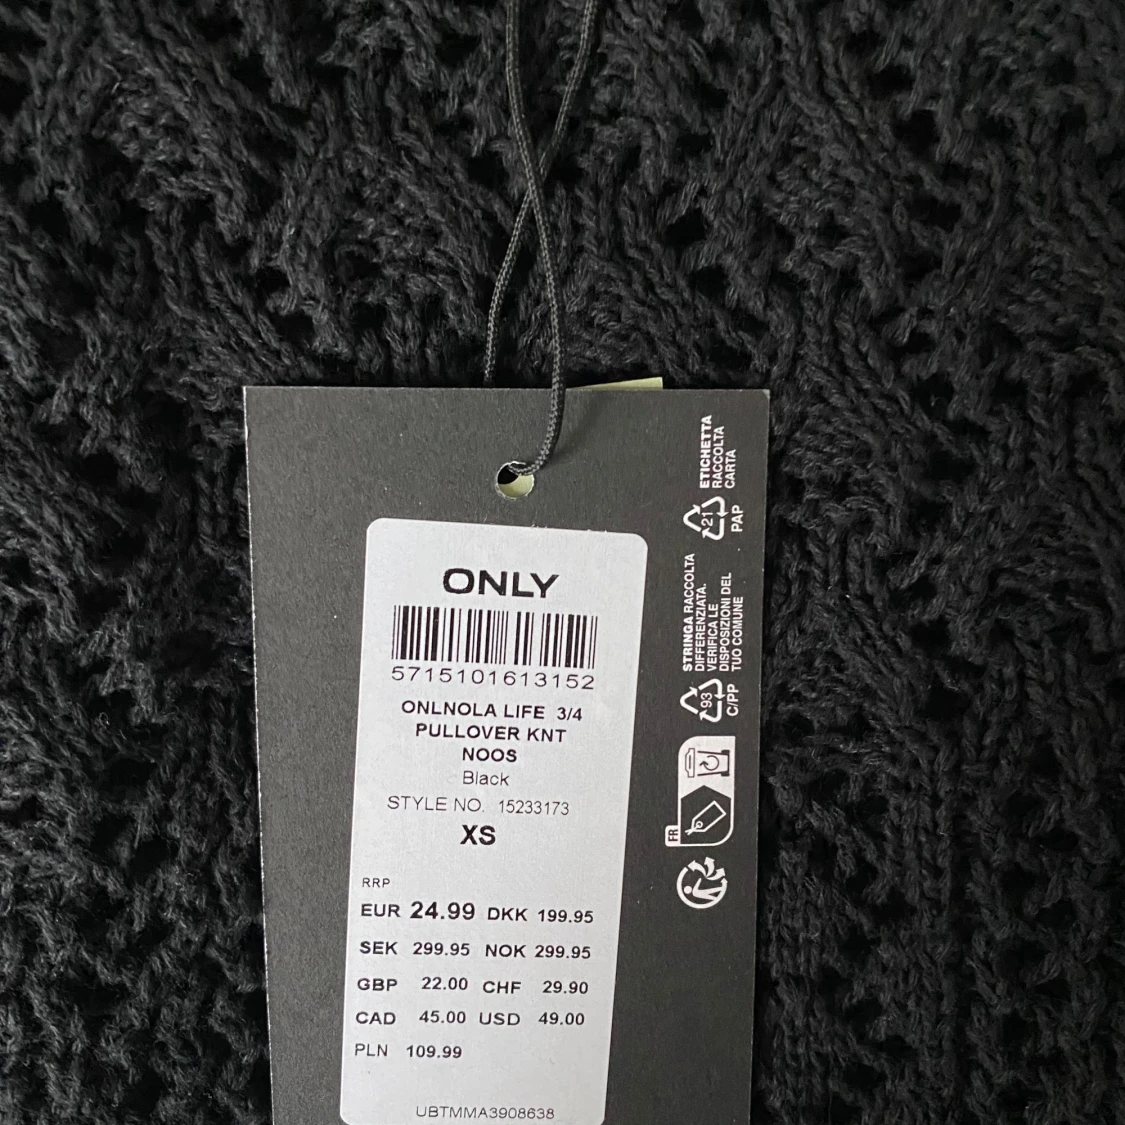 ONLY
5715101613152
ONLNOLA LIFE 3/4
PULLOVER KNT
NOOS
Black
STYLE NO. 15233173
XS
RRP
EUR 24.99 DKK 199.95
SEK 299.95 NOK 299.95
GBP 22.00 CHF 29.90
CAD 45.00 USD 49.00
PLN 109.99
UBTMMA3908638
ETICHETTA
RACCOLTA
CARTA
21
PAP
STRINGA RACCOLTA
DIFFERENZIATA.
VERIFICA LE
DISPOSIZIONI DEL
TUO COMUNE
93
C/PP
FR